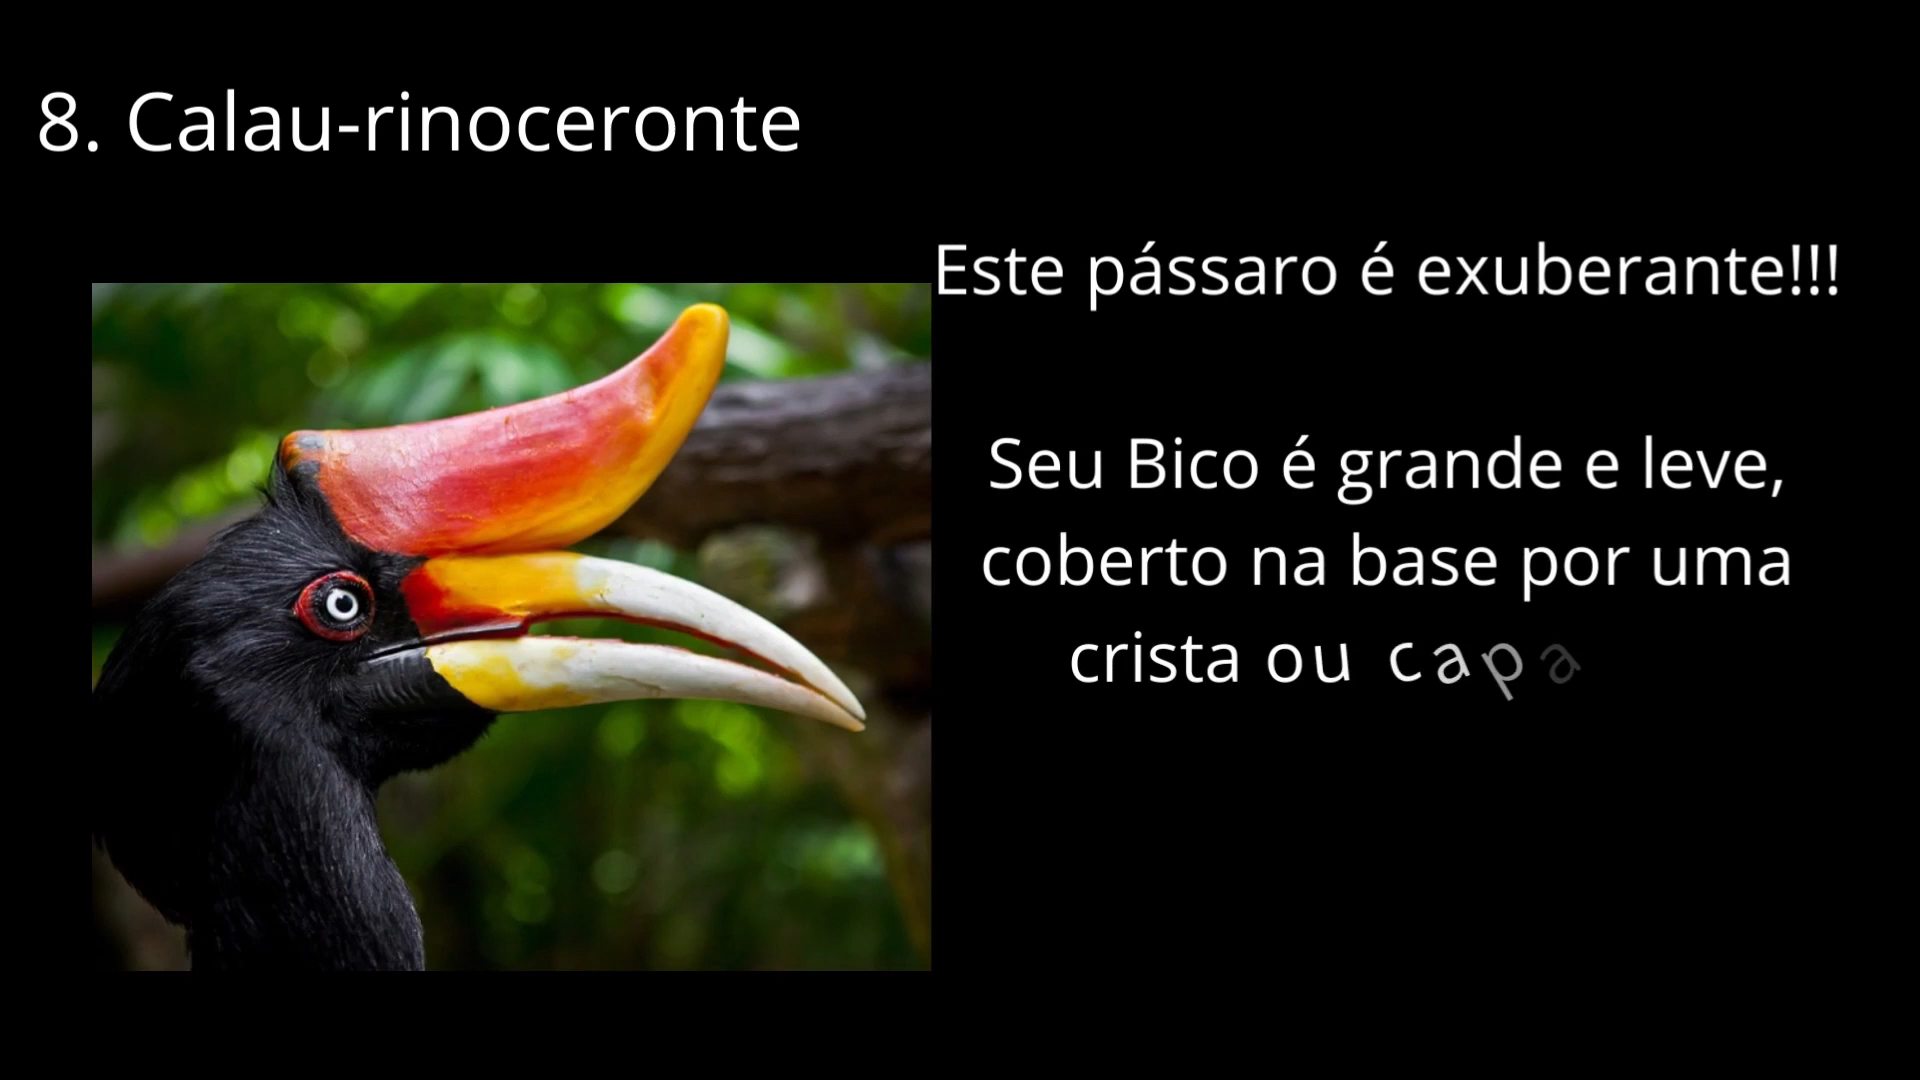 8. Calau-rinoceronte
Este pássaro é exuberante!!!
Seu Bico é grande e leve,
coberto na base por uma
crista ou capa